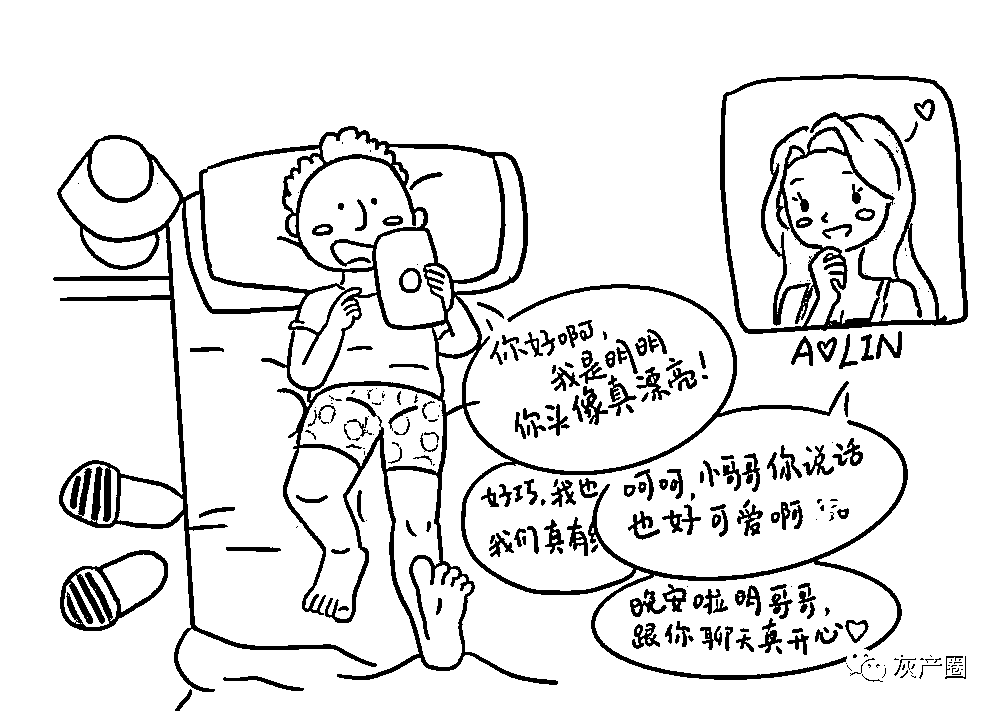 A♡LIN
你好啊,
我是明明
你头像真漂亮!
呵呵,小哥哥你说话
也好可爱啊
好巧,我也
我们真有
晚安啦明哥哥,
跟你聊天真开心♡
灰产圈